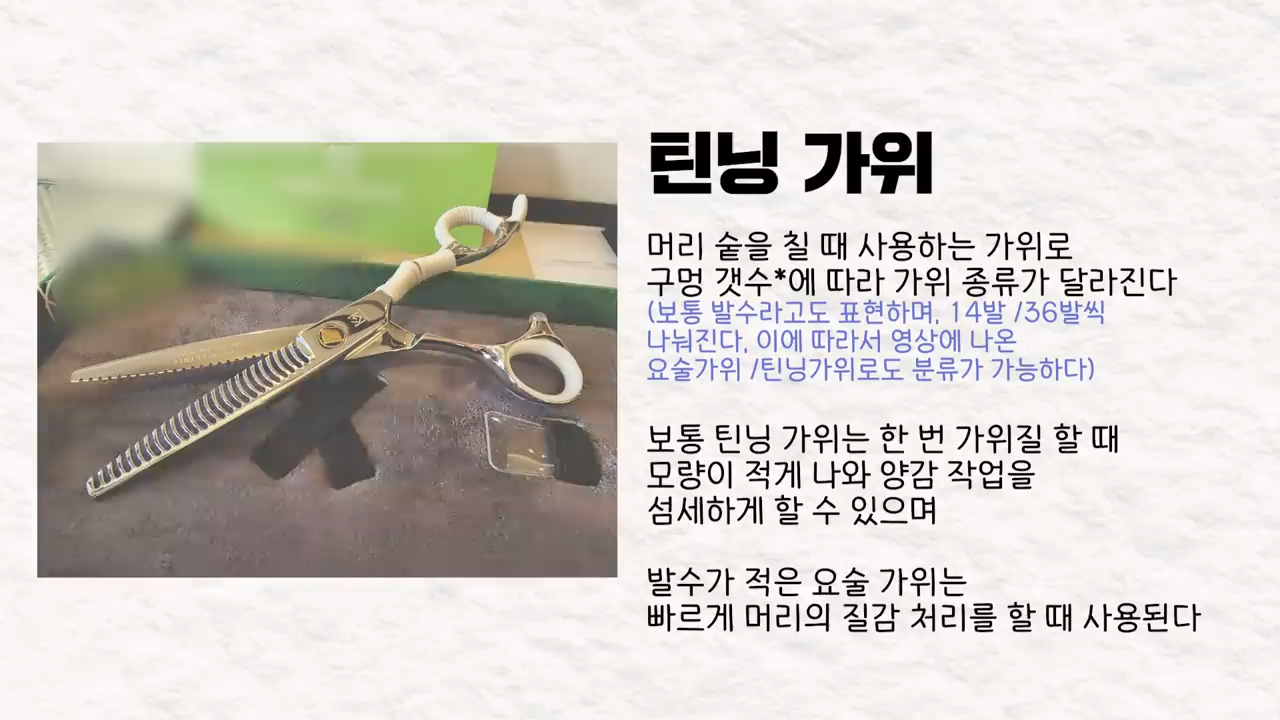 틴닝 가위
머리 숱을 칠 때 사용하는 가위로
구멍 갯수*에 따라 가위 종류가 달라진다
(보통 발수라고도 표현하며, 14발 /36발씩
나눠진다, 이에 따라서 영상에 나온
요술가위 /틴닝가위로도 분류가 가능하다)
보통 틴닝 가위는 한 번 가위질 할 때
모량이 적게 나와 양감 작업을
섬세하게 할 수 있으며
발수가 적은 요술 가위는
빠르게 머리의 질감 처리를 할 때 사용된다